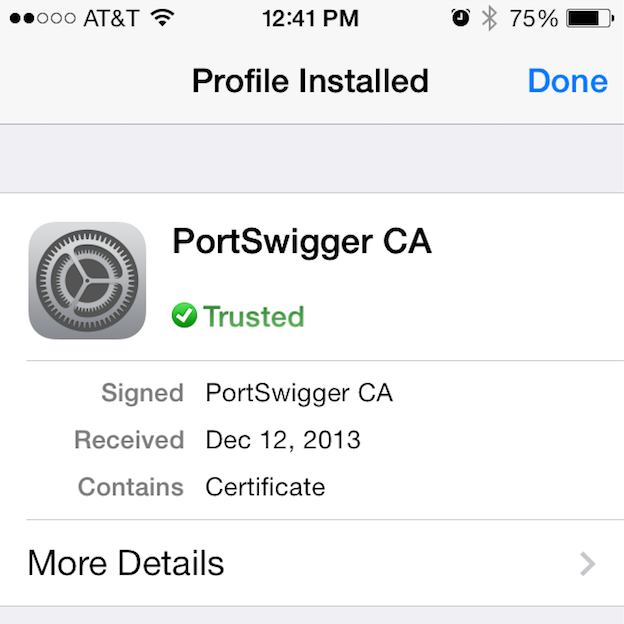 AT&T 12:41 PM 75%
Profile Installed Done
PortSwigger CA
Trusted
Signed PortSwigger CA
Received Dec 12, 2013
Contains Certificate
More Details